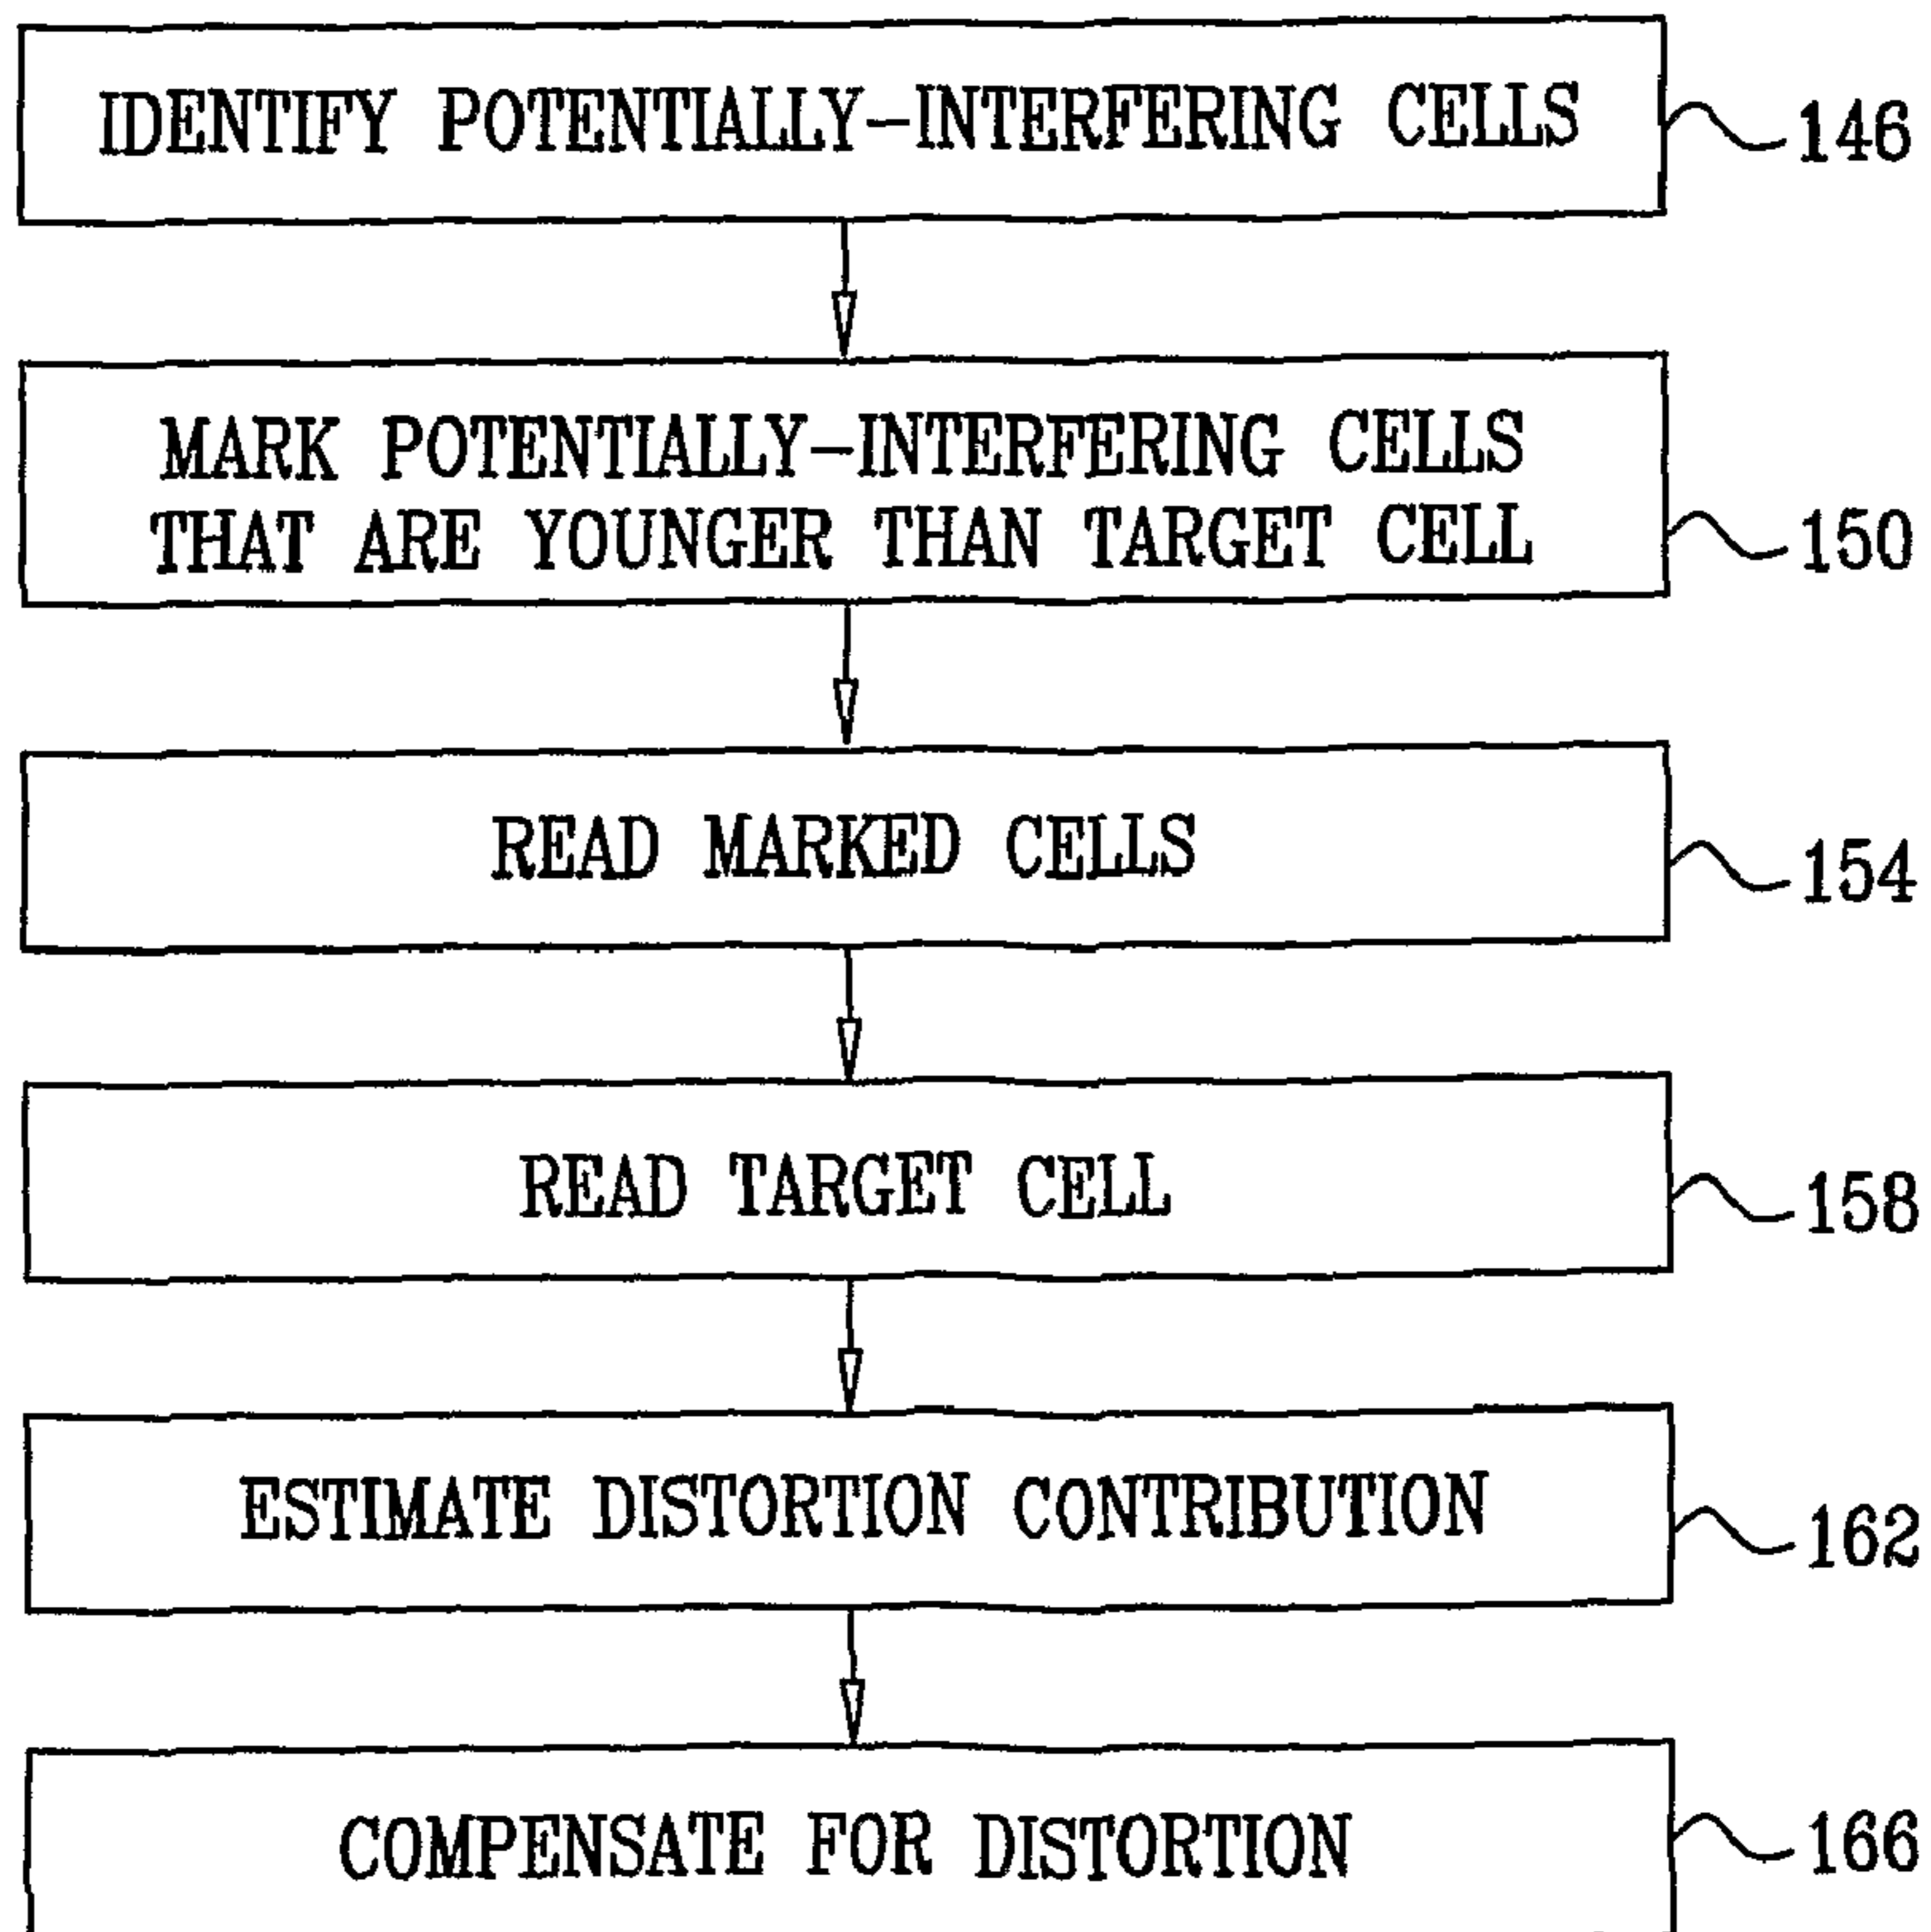 IDENTIFY POTENTIALLY-INTERFERING CELLS
146
MARK POTENTIALLY-INTERFERING CELLS
THAT ARE YOUNGER THAN TARGET CELL
150
READ MARKED CELLS
154
READ TARGET CELL
158
ESTIMATE DISTORTION CONTRIBUTION
162
COMPENSATE FOR DISTORTION
166